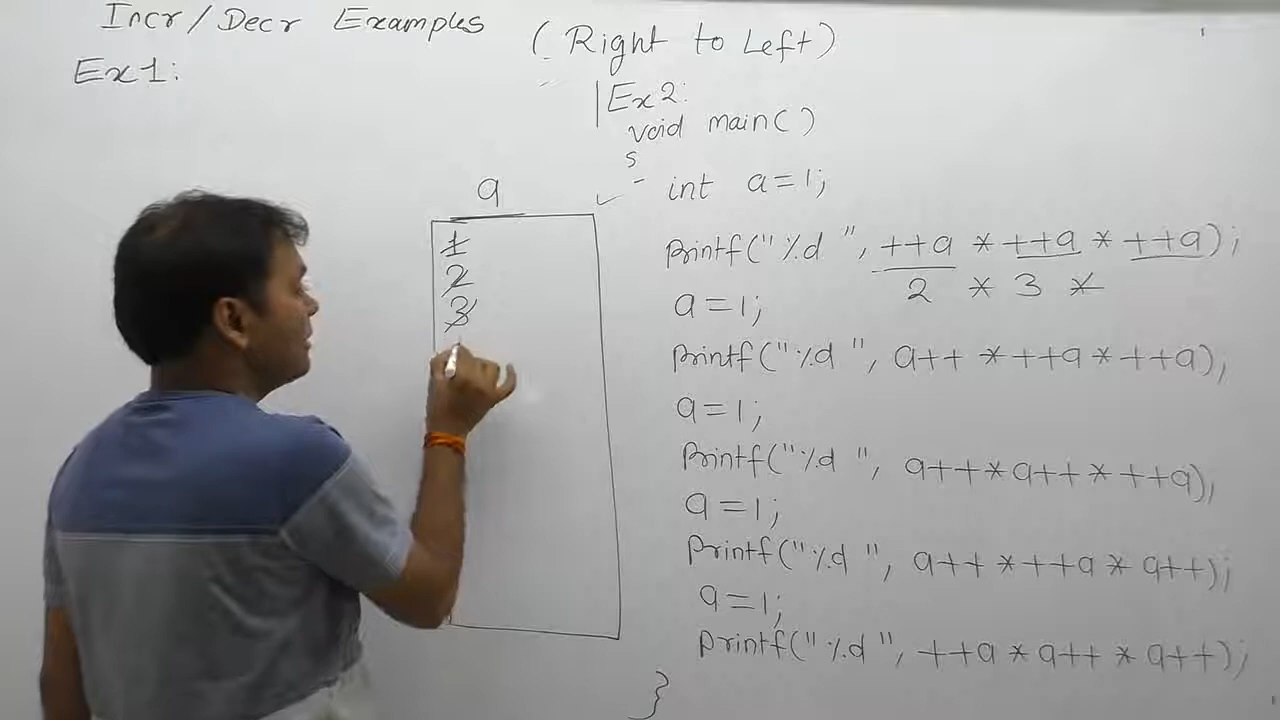 Incr/Decr Examples
(Right to Left)
Ex1:
Ex2:
void main()
{
a
1
2
3
int a=1;
printf("%d ", ++a * ++a * ++a);
2 * 3 *
a=1;
printf("%d ", a++ * ++a * ++a);
a=1;
printf("%d ", a++ * a++ * ++a);
a=1;
printf("%d ", a++ * ++a * a++);
a=1;
printf("%d ", ++a * a++ * a++);
}